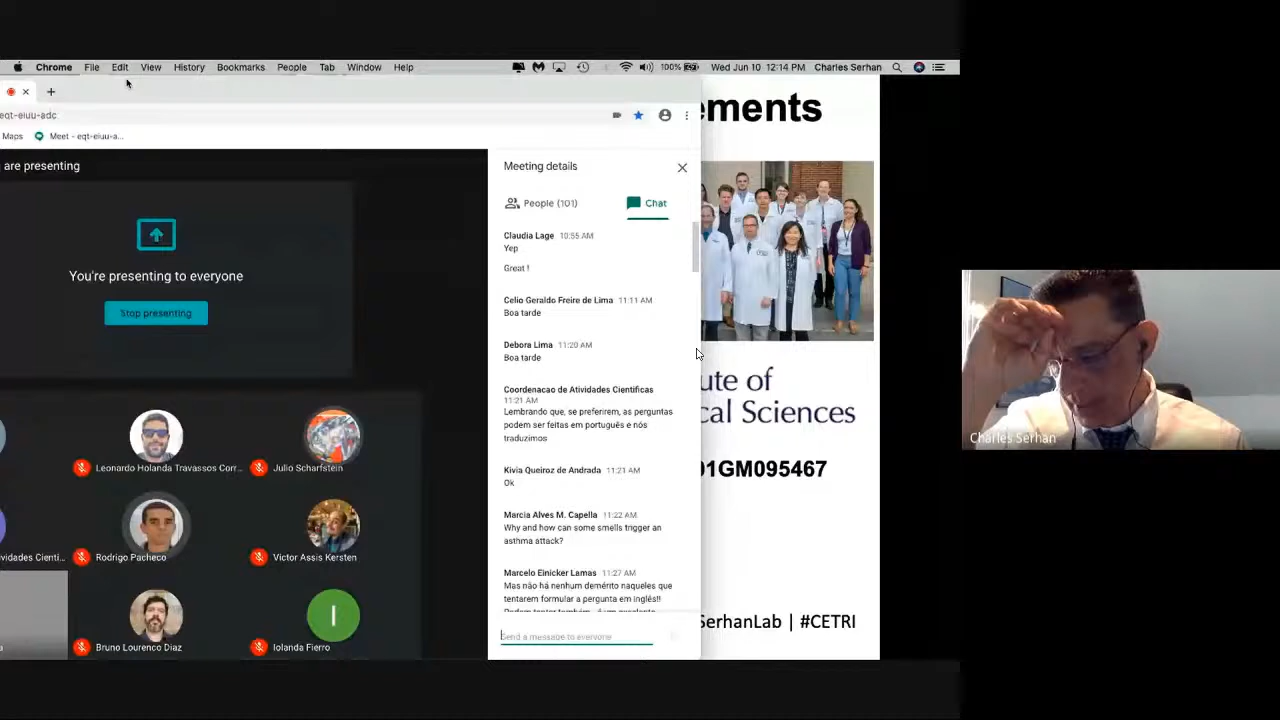 Chrome File Edit View History Bookmarks People Tab Window Help 100% Wed Jun 10 12:14 PM Charles Serhan
eqt-eiuu-adc
Maps Meet - eqt-eiuu-a...
are presenting
You're presenting to everyone
Stop presenting
Leonardo Holanda Travassos Corr...
Julio Scharfstein
Rodrigo Pacheco
Victor Assis Kersten
I
Bruno Lourenco Diaz
Iolanda Fierro
Meeting details
People (101) Chat
Claudia Lage 10:55 AM
Yep
Great !
Celio Geraldo Freire de Lima 11:11 AM
Boa tarde
Debora Lima 11:20 AM
Boa tarde
Coordenacao de Atividades Cientificas
11:21 AM
Lembrando que, se preferirem, as perguntas
podem ser feitas em português e nós
traduzimos
Kivia Queiroz de Andrada 11:21 AM
Ok
Marcia Alves M. Capella 11:22 AM
Why and how can some smells trigger an
asthma attack?
Marcelo Einicker Lamas 11:27 AM
Mas não há nenhum demérito naqueles que
tentarem formular a pergunta em inglês!!
Send a message to everyone
ements
ute of
cal Sciences
01GM095467
SerhanLab | #CETRI
Charles Serhan